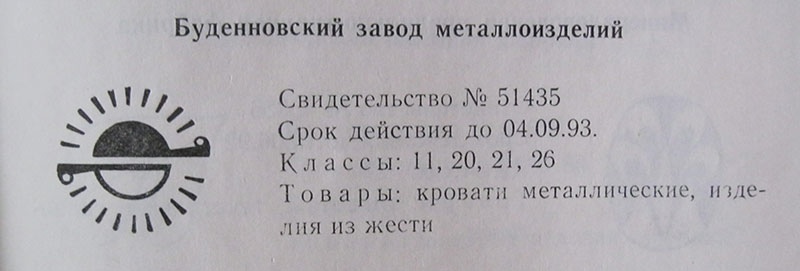 Буденновский завод металлоизделий
Свидетельство № 51435
Срок действия до 04.09.93.
Классы: 11, 20, 21, 26
Товары: кровати металлические, изде-
лия из жести